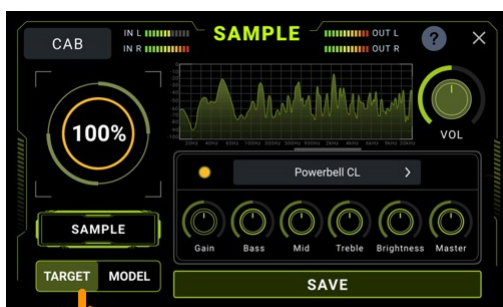 CAB
IN L
IN R
SAMPLE
OUT L
OUT R
?
100%
VOL
Powerbell CL
SAMPLE
Gain Bass Mid Treble Brightness Master
TARGET MODEL
SAVE